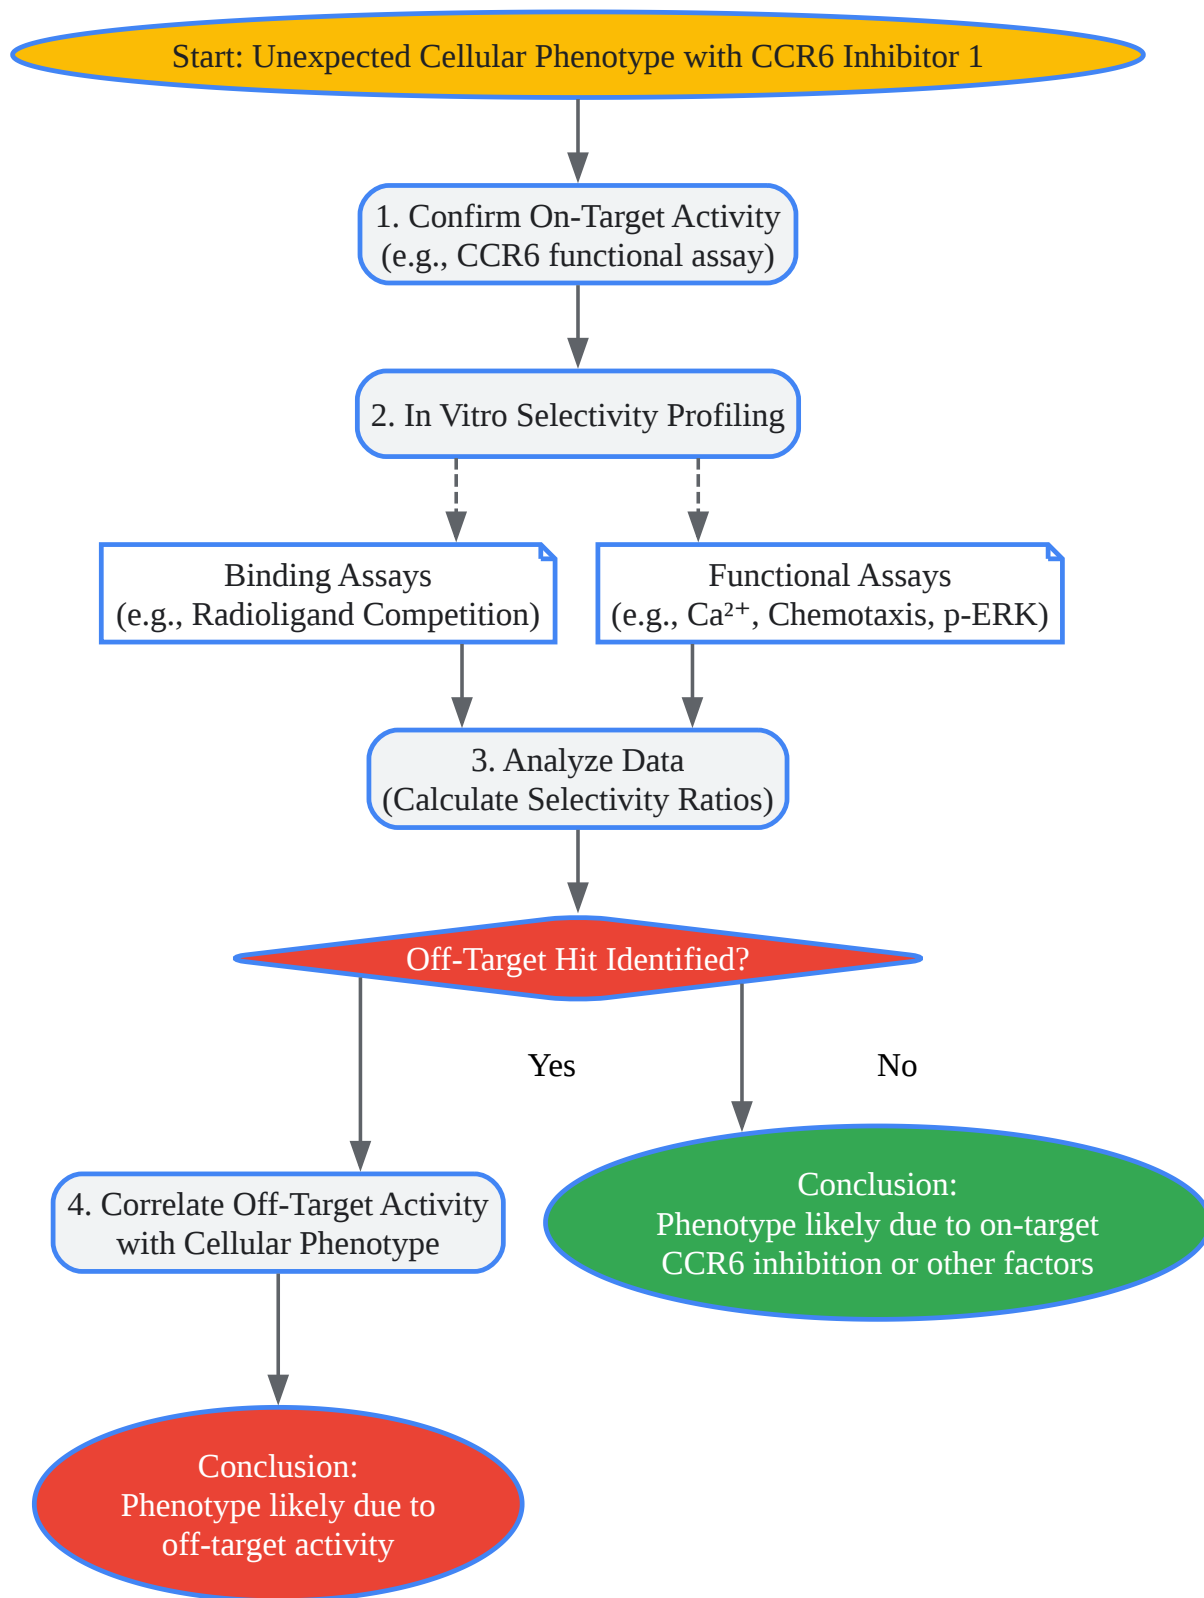 Start: Unexpected Cellular Phenotype with CCR6 Inhibitor 1
1. Confirm On-Target Activity
(e.g., CCR6 functional assay)
2. In Vitro Selectivity Profiling
Binding Assays
(e.g., Radioligand Competition)
Functional Assays
(e.g., Ca²⁺, Chemotaxis, p-ERK)
3. Analyze Data
(Calculate Selectivity Ratios)
Off-Target Hit Identified?
Yes
No
4. Correlate Off-Target Activity
with Cellular Phenotype
Conclusion:
Phenotype likely due to on-target
CCR6 inhibition or other factors
Conclusion:
Phenotype likely due to
off-target activity